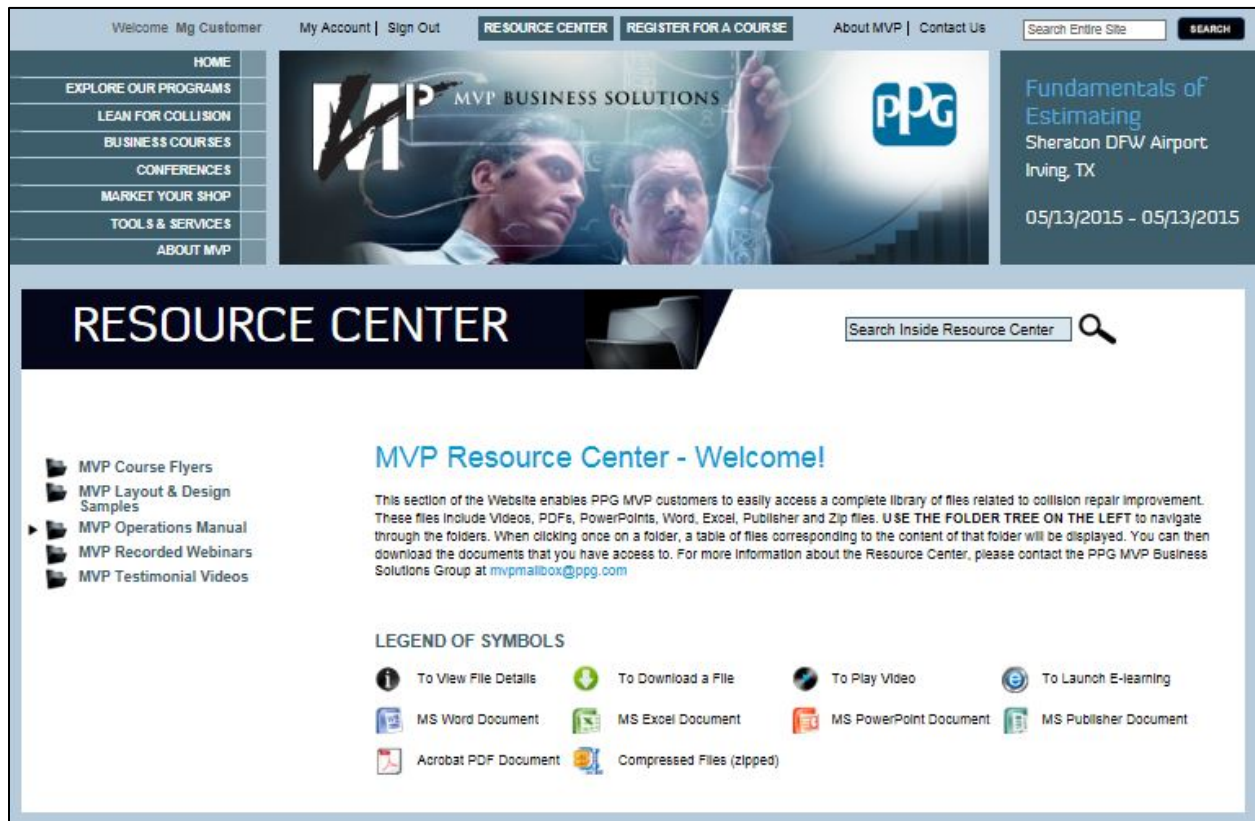 Welcome Mg Customer
My Account | Sign Out
RESOURCE CENTER
REGISTER FOR A COURSE
About MVP | Contact Us
Search Entire Site
SEARCH
HOME
EXPLORE OUR PROGRAMS
LEAN FOR COLLISION
BUSINESS COURSES
CONFERENCES
MARKET YOUR SHOP
TOOLS & SERVICES
ABOUT MVP
MVP
MVP BUSINESS SOLUTIONS
PPG
Fundamentals of
Estimating
Sheraton DFW Airport
Irving, TX
05/13/2015 - 05/13/2015
RESOURCE CENTER
Search Inside Resource Center
MVP Course Flyers
MVP Layout & Design
Samples
MVP Operations Manual
MVP Recorded Webinars
MVP Testimonial Videos
MVP Resource Center - Welcome!
This section of the Website enables PPG MVP customers to easily access a complete library of files related to collision repair improvement.
These files include Videos, PDFs, PowerPoints, Word, Excel, Publisher and Zip files. USE THE FOLDER TREE ON THE LEFT to navigate
through the folders. When clicking once on a folder, a table of files corresponding to the content of that folder will be displayed. You can then
download the documents that you have access to. For more information about the Resource Center, please contact the PPG MVP Business
Solutions Group at mvpmailbox@ppg.com
LEGEND OF SYMBOLS
To View File Details
To Download a File
To Play Video
To Launch E-learning
MS Word Document
MS Excel Document
MS PowerPoint Document
MS Publisher Document
Acrobat PDF Document
Compressed Files (zipped)